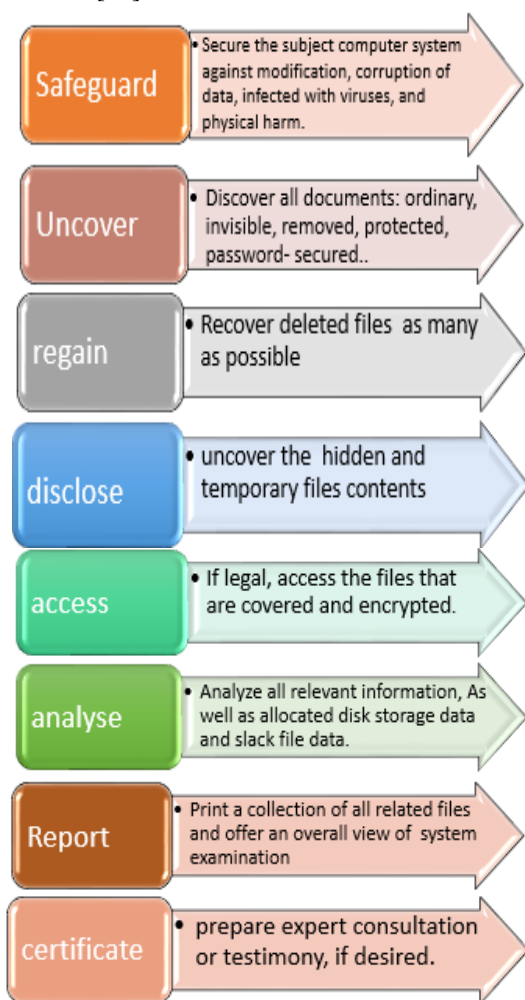 Safeguard
• Secure the subject computer system
against modification, corruption of
data, infected with viruses, and
physical harm.
Uncover
• Discover all documents: ordinary,
invisible, removed, protected,
password- secured..
regain
• Recover deleted files as many
as possible
disclose
• uncover the hidden and
temporary files contents
access
• If legal, access the files that
are covered and encrypted.
analyse
• Analyze all relevant information, As
well as allocated disk storage data
and slack file data.
Report
• Print a collection of all related files
and offer an overall view of system
examination
certificate
• prepare expert consultation
or testimony, if desired.